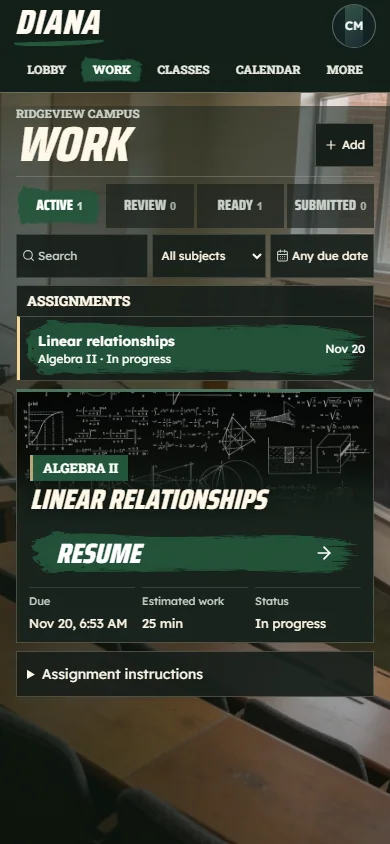 DIANA
CM
LOBBY WORK CLASSES CALENDAR MORE
RIDGEVIEW CAMPUS
WORK
+ Add
ACTIVE 1 REVIEW 0 READY 1 SUBMITTED 0
Search All subjects Any due date
ASSIGNMENTS
Linear relationships
Algebra II · In progress
Nov 20
ALGEBRA II
LINEAR RELATIONSHIPS
RESUME
Due Estimated work Status
Nov 20, 6:53 AM 25 min In progress
Assignment instructions